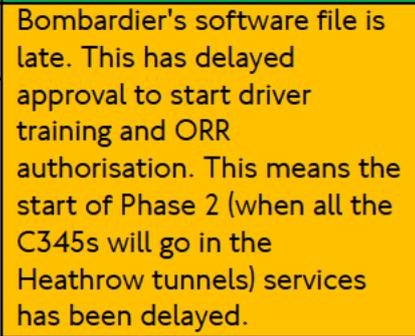 Bombardier's software file is
late. This has delayed
approval to start driver
training and ORR
authorisation. This means the
start of Phase 2 (when all the
C345s will go in the
Heathrow tunnels) services
has been delayed.